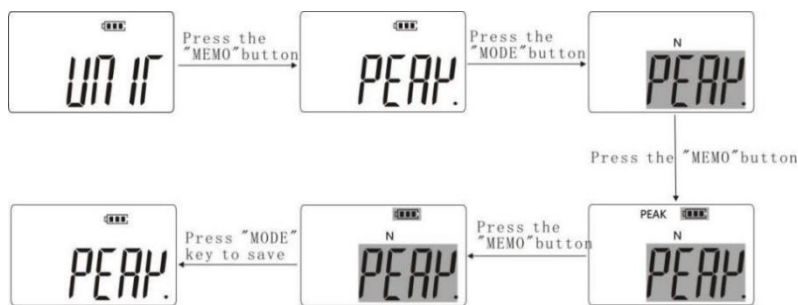 UNIT
Press the
"MEMO"button
PEAK.
Press the
"MODE"button
N
PEAK.
Press the "MEMO"button
PEAK
N
PEAK.
Press the
"MEMO"button
N
PEAK.
Press "MODE"
key to save
PEAK.